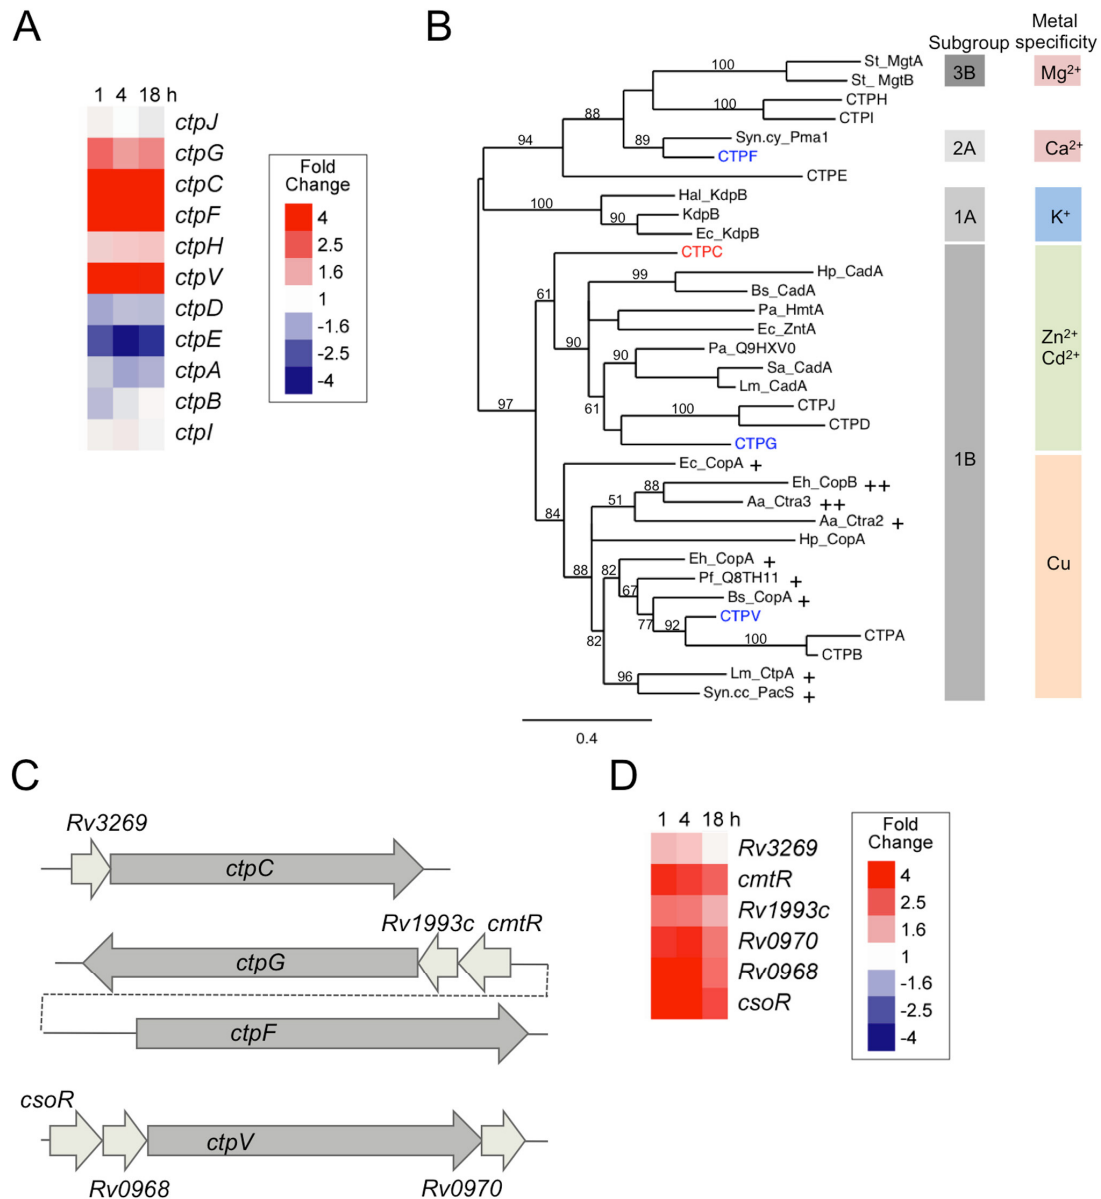 A
1 4 18 h
ctpJ
ctpG
ctpC
ctpF
ctpH
ctpV
ctpD
ctpE
ctpA
ctpB
ctpI
Fold
Change
4
2.5
1.6
1
-1.6
-2.5
-4
B
Subgroup
Metal
specificity
100
St_MgtA
St_ MgtB
88
100
CTPH
CTPI
94
89
Syn.cy_Pma1
CTPF
CTPE
100
Hal_KdpB
90
KdpB
Ec_KdpB
CTPC
61
99
Hp_CadA
Bs_CadA
Pa_HmtA
Ec_ZntA
90
90
Pa_Q9HXV0
Sa_CadA
Lm_CadA
61
100
CTPJ
CTPD
CTPG
97
Ec_CopA +
84
88
Eh_CopB ++
51
Aa_Ctra3 ++
Aa_Ctra2 +
Hp_CopA
88
82
Eh_CopA +
67
Pf_Q8TH11 +
77
Bs_CopA +
92
CTPV
100
CTPA
CTPB
82
96
Lm_CtpA +
Syn.cc_PacS +
0.4
3B
Mg2+
2A
Ca2+
1A
K+
1B
Zn2+
Cd2+
Cu
C
Rv3269
ctpC
Rv1993c cmtR
ctpG
ctpF
csoR
ctpV
Rv0968
Rv0970
D
1 4 18 h
Rv3269
cmtR
Rv1993c
Rv0970
Rv0968
csoR
Fold
Change
4
2.5
1.6
1
-1.6
-2.5
-4